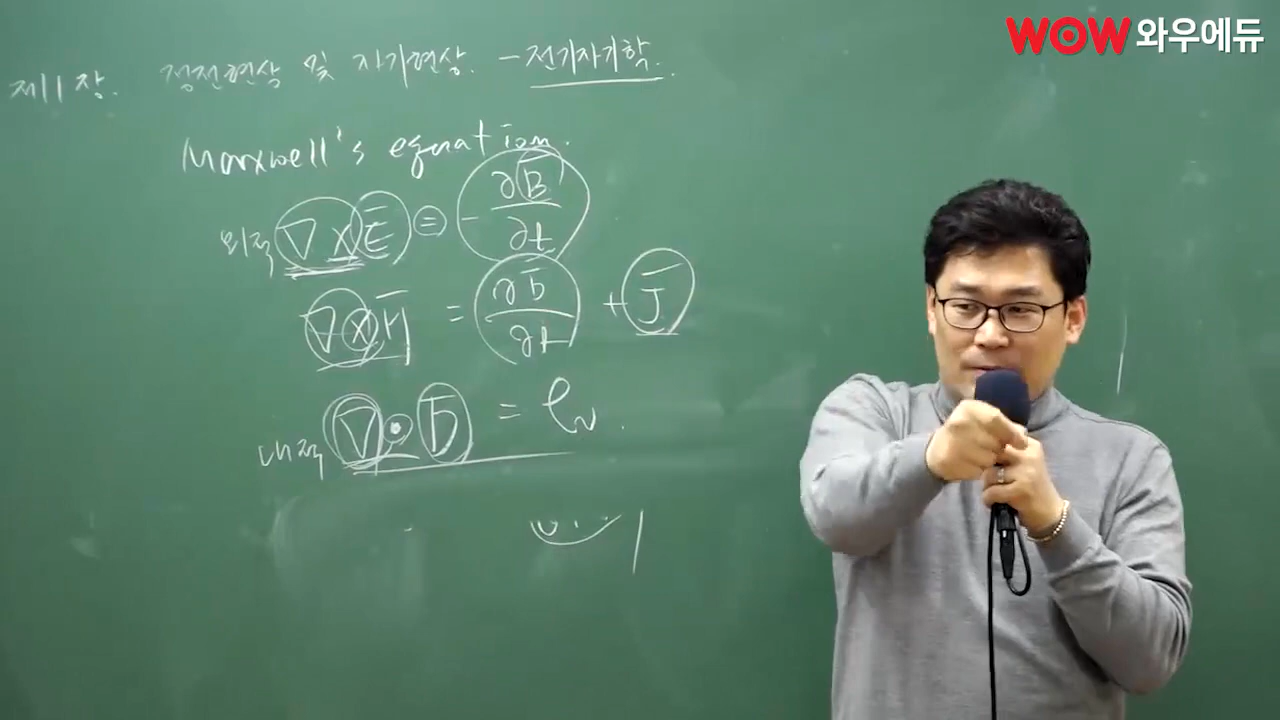 WOW 와우에듀
제11장. 정전현상 및 자기현상. - 전기자기학.
Maxwell's equation.
외적 ∇ × E̅ = - ∂B̅/∂t
∇ × H̅ = ∂D̅/∂t + J̅
내적 ∇ • D̅ = ρv.